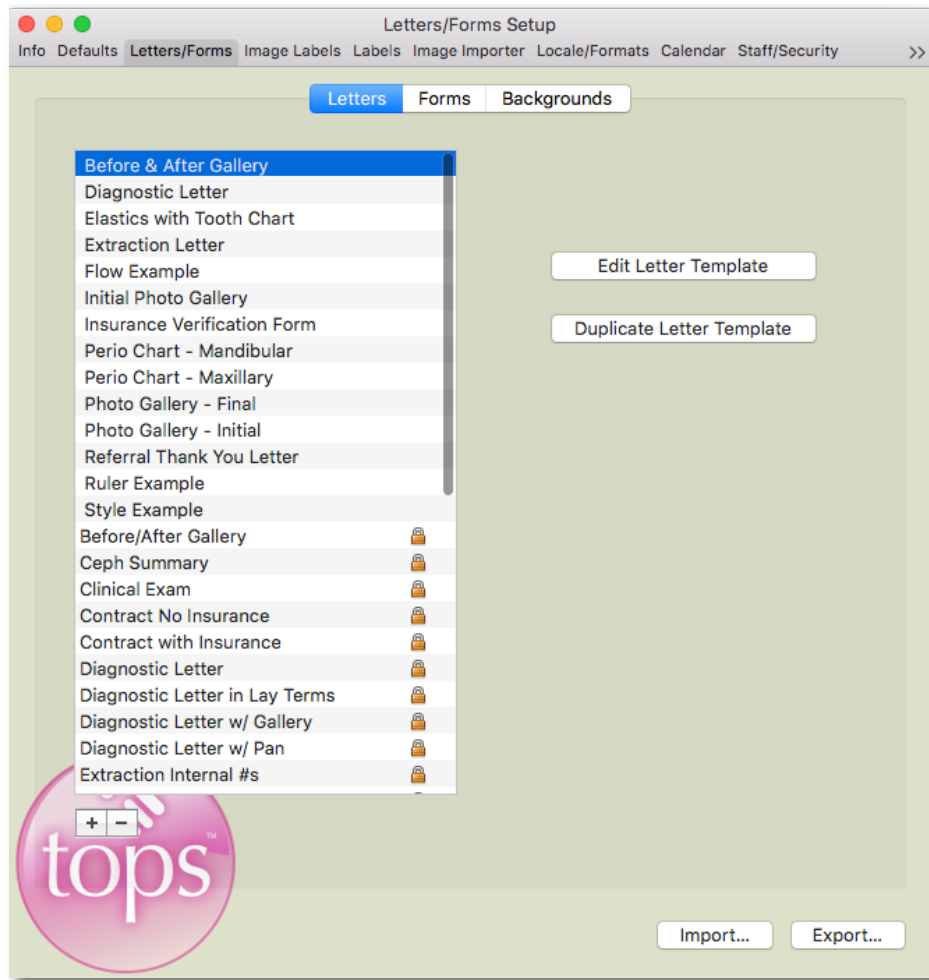 Letters/Forms Setup
Info Defaults Letters/Forms Image Labels Labels Image Importer Locale/Formats Calendar Staff/Security >>
Letters Forms Backgrounds
Before & After Gallery
Diagnostic Letter
Elastics with Tooth Chart
Extraction Letter
Flow Example
Edit Letter Template
Initial Photo Gallery
Insurance Verification Form
Duplicate Letter Template
Perio Chart - Mandibular
Perio Chart - Maxillary
Photo Gallery - Final
Photo Gallery - Initial
Referral Thank You Letter
Ruler Example
Style Example
Before/After Gallery
Ceph Summary
Clinical Exam
Contract No Insurance
Contract with Insurance
Diagnostic Letter
Diagnostic Letter in Lay Terms
Diagnostic Letter w/ Gallery
Diagnostic Letter w/ Pan
Extraction Internal #s
+ −
tops™
Import... Export...